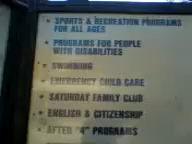 • SPORTS & RECREATION PROGRAMS
FOR ALL AGES
• PROGRAMS FOR PEOPLE
WITH DISABILITIES
• SWIMMING
• EMERGENCY CHILD CARE
• SATURDAY FAMILY CLUB
• ENGLISH & CITIZENSHIP
• AFTER "4" PROGRAMS